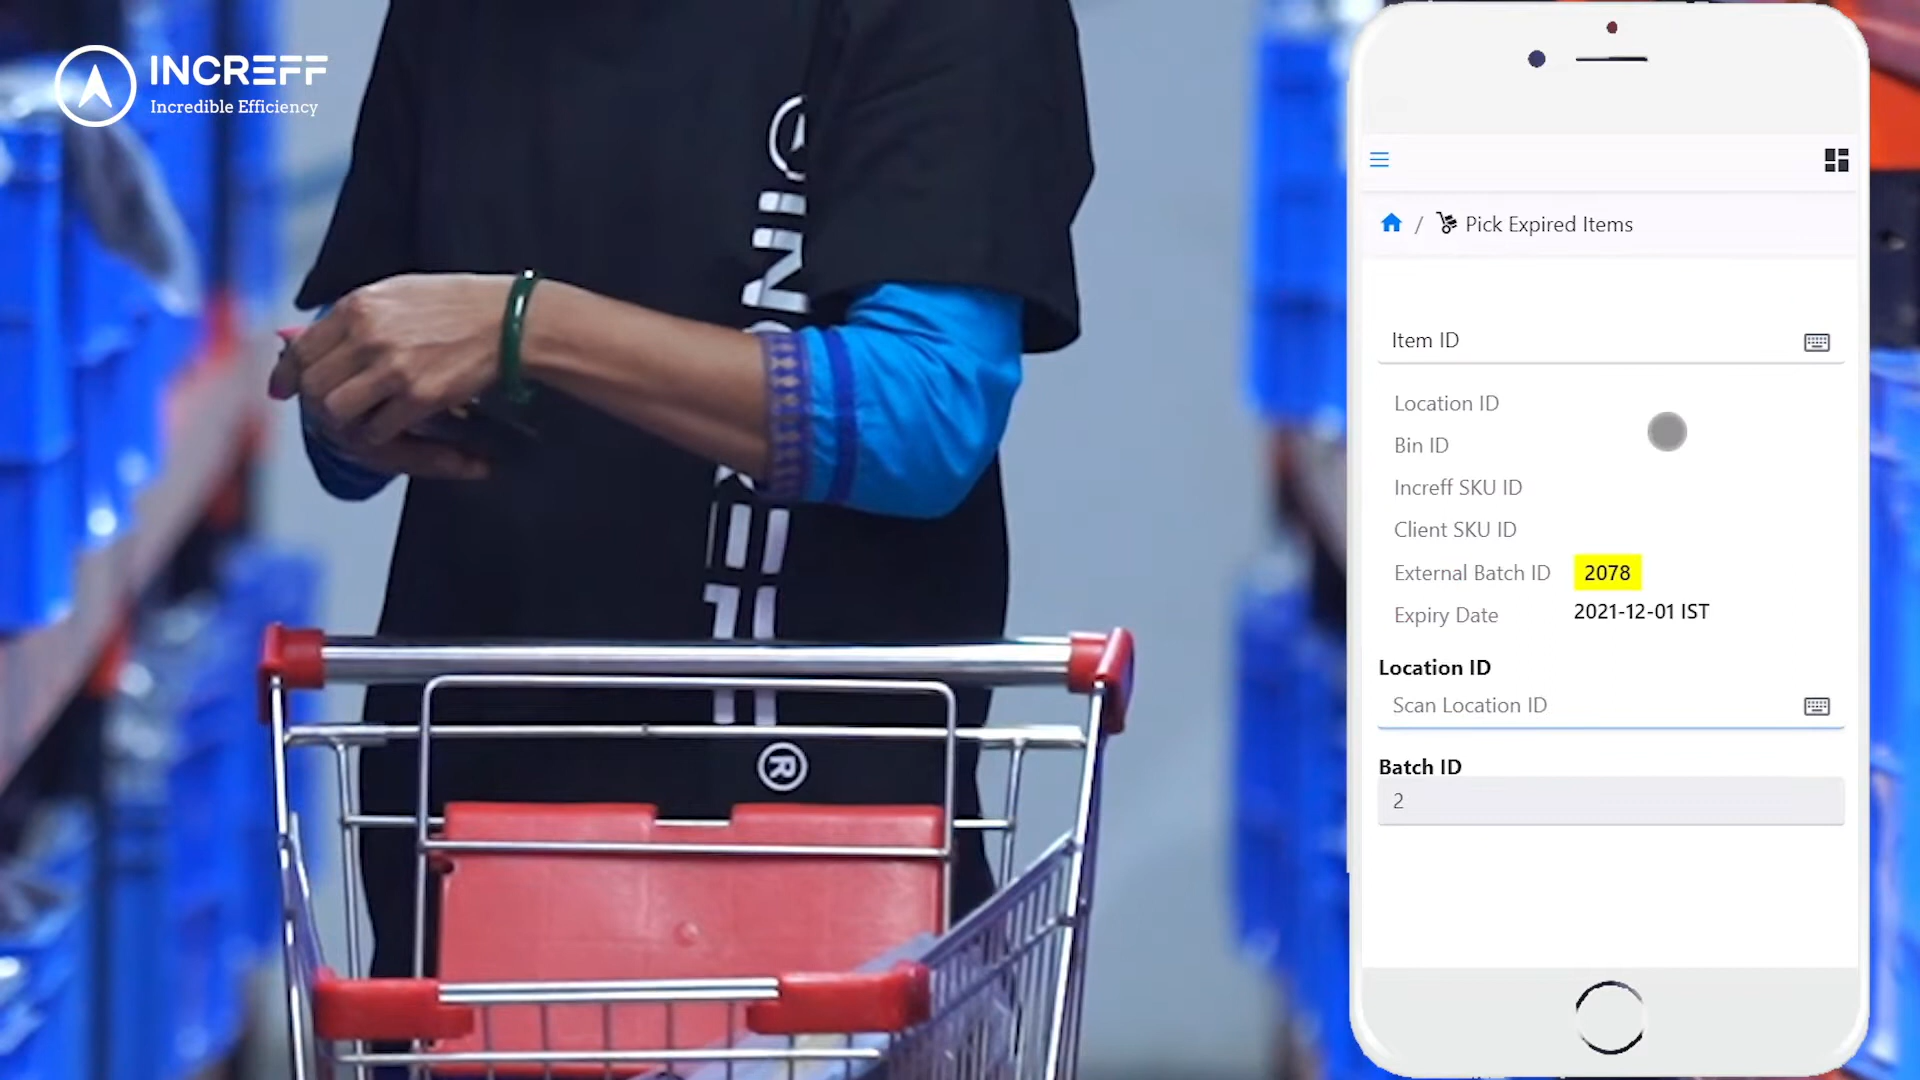 INCREFF
Incredible Efficiency
INCREFF
®
/ Pick Expired Items
Item ID
Location ID
Bin ID
Increff SKU ID
Client SKU ID
External Batch ID 2078
Expiry Date 2021-12-01 IST
Location ID
Scan Location ID
Batch ID
2